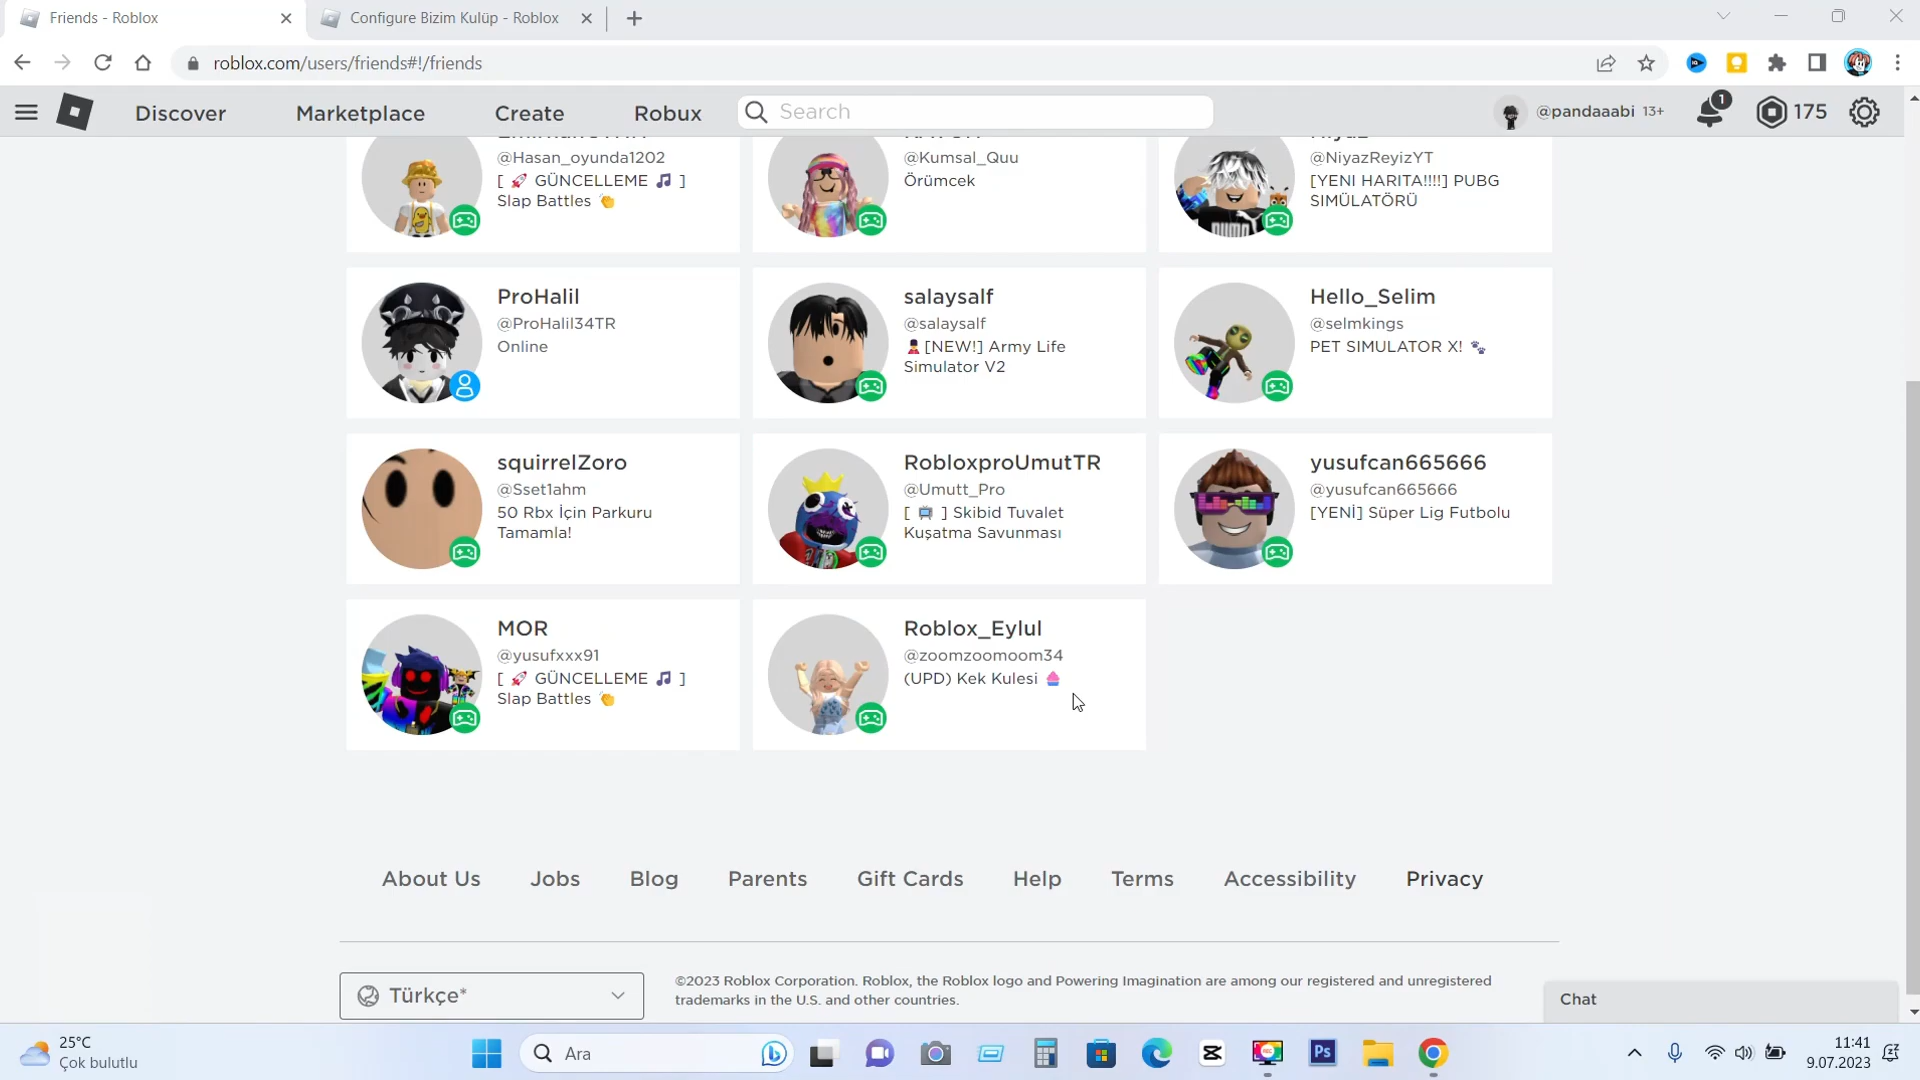 Friends - Roblox
Configure Bizim Kulüp - Roblox
roblox.com/users/friends#!/friends
Discover
Marketplace
Create
Robux
Search
@pandaaabi 13+
1
175
@Hasan_oyunda1202
[ 🚀 GÜNCELLEME 🎵 ]
Slap Battles 👏
@Kumsal_Quu
Örümcek
@NiyazReyizYT
[YENI HARITA!!!!] PUBG
SIMÜLATÖRÜ
ProHalil
@ProHalil34TR
Online
salaysalf
@salaysalf
💂[NEW!] Army Life
Simulator V2
Hello_Selim
@selmkings
PET SIMULATOR X! 🐾
squirrelZoro
@Sset1ahm
50 Rbx İçin Parkuru
Tamamla!
RobloxproUmutTR
@Umutt_Pro
[ 📺 ] Skibid Tuvalet
Kuşatma Savunması
yusufcan665666
@yusufcan665666
[YENİ] Süper Lig Futbolu
MOR
@yusufxxx91
[ 🚀 GÜNCELLEME 🎵 ]
Slap Battles 👏
Roblox_Eylul
@zoomzoomoom34
(UPD) Kek Kulesi 🧁
About Us
Jobs
Blog
Parents
Gift Cards
Help
Terms
Accessibility
Privacy
Türkçe*
©2023 Roblox Corporation. Roblox, the Roblox logo and Powering Imagination are among our registered and unregistered
trademarks in the U.S. and other countries.
Chat
25°C
Çok bulutlu
Ara
Ps
11:41
9.07.2023